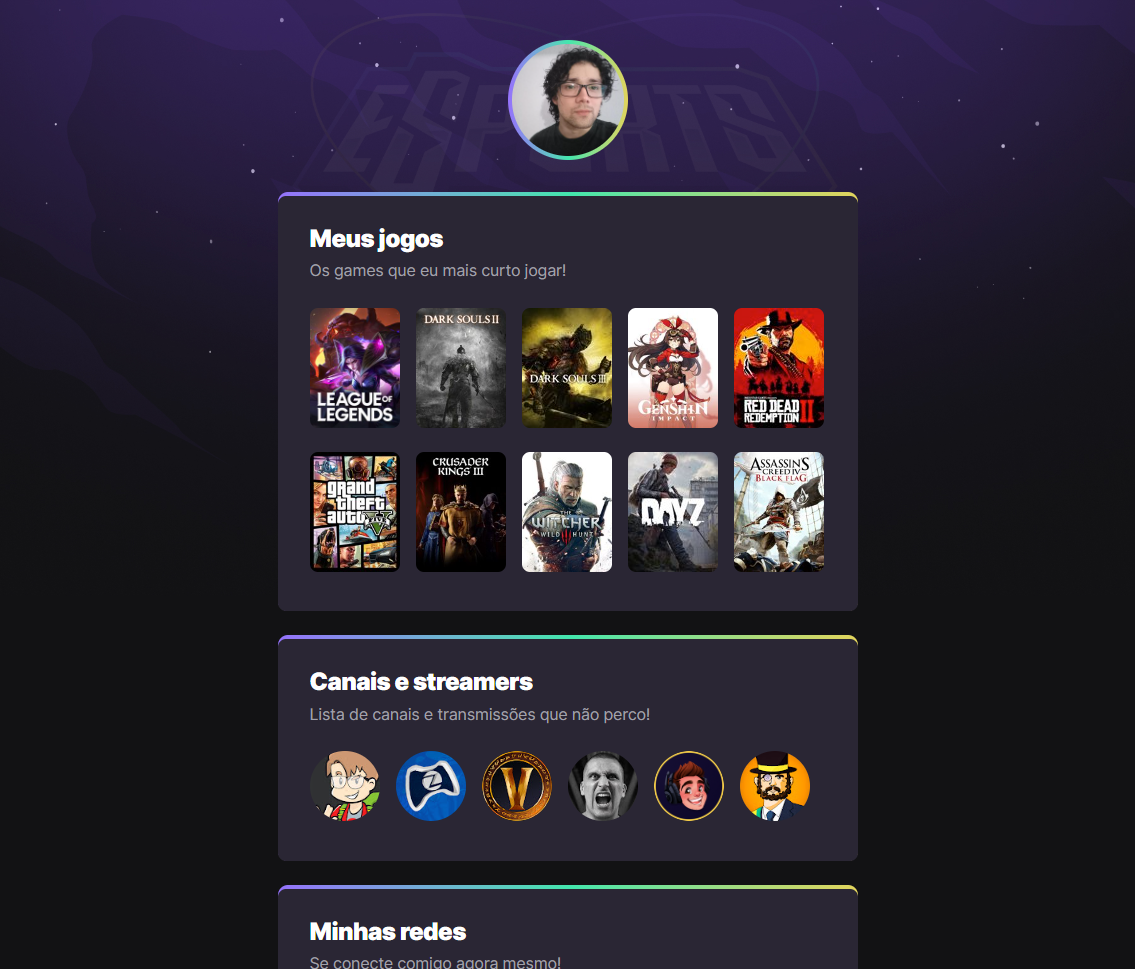 ESPORTS
Meus jogos
Os games que eu mais curto jogar!
LEAGUE OF
LEGENDS
DARK SOULS II
DARK SOULS III
GENSHIN
IMPACT
RED DEAD
REDEMPTION II
grand
theft
auto V
CRUSADER
KINGS III
THE
WITCHER
WILD HUNT
DAYZ
ASSASSIN'S
CREED IV
BLACK FLAG
Canais e streamers
Lista de canais e transmissões que não perco!
Z
V
Minhas redes
Se conecte comigo agora mesmo!